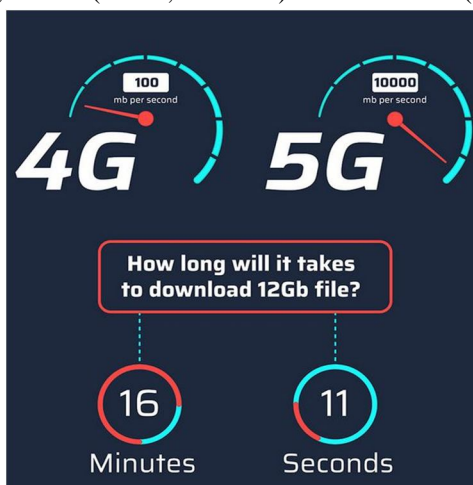 100
mb per second
4G
10000
mb per second
5G
How long will it takes
to download 12Gb file?
16
Minutes
11
Seconds